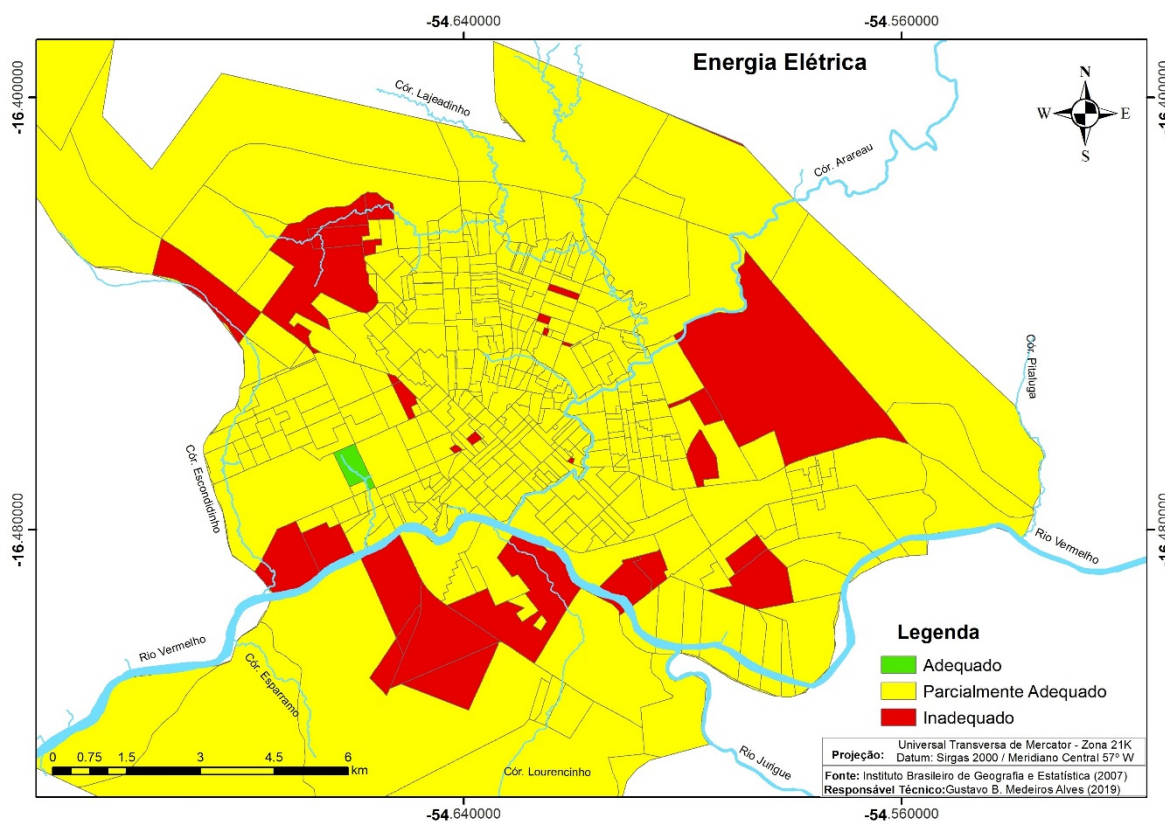 -54.640000
-54.560000
Energia Elétrica
-16.400000
-16.400000
N
W
E
S
Cór. Lajeadinho
Cór. Arareau
Cór. Pitaluga
Cór. Escondidinho
-16.480000
-16.480000
Rio Vermelho
Rio Vermelho
Cór. Esparramo
Cór. Lourencinho
Rio Jurigue
Legenda
Adequado
Parcialmente Adequado
Inadequado
0 0.75 1.5 3 4.5 6
km
Projeção: Universal Transversa de Mercator - Zona 21K
Datum: Sirgas 2000 / Meridiano Central 57º W
Fonte: Instituto Brasileiro de Geografia e Estatística (2007)
Responsável Técnico:Gustavo B. Medeiros Alves (2019)
-54.640000
-54.560000